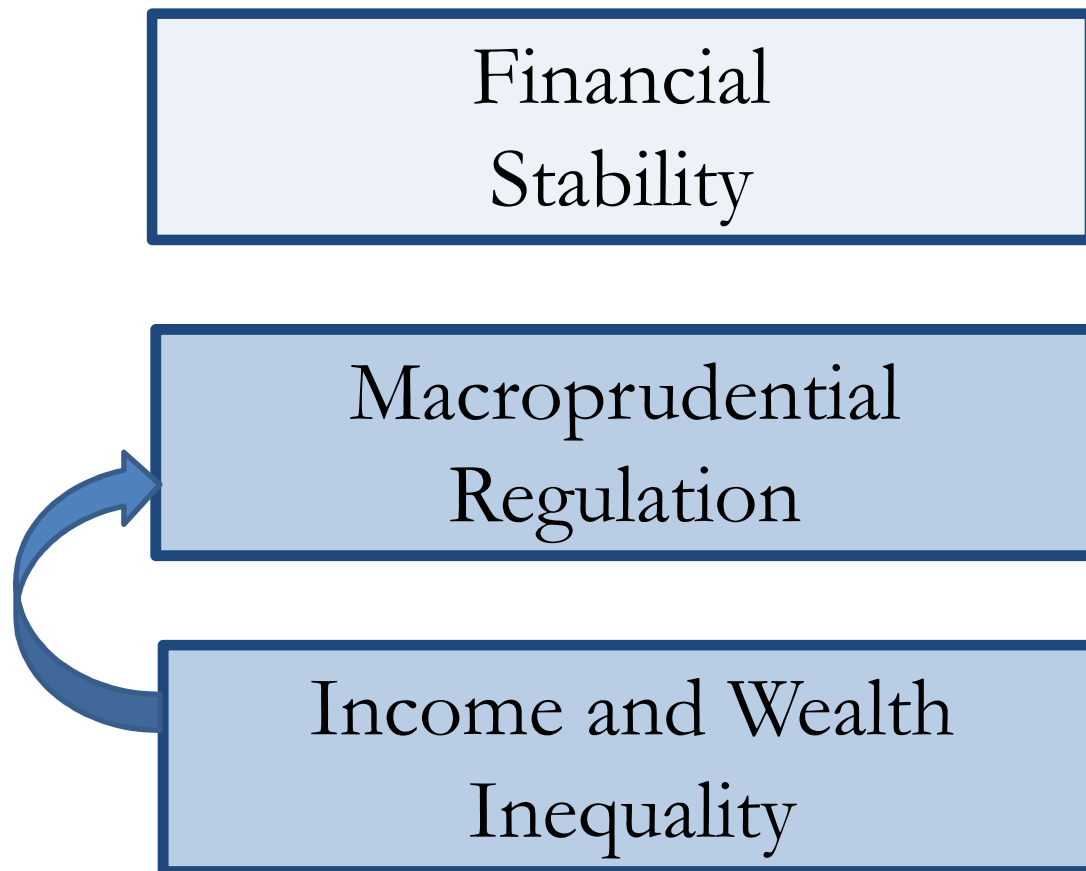 Financial
Stability
Macroprudential
Regulation
Income and Wealth
Inequality